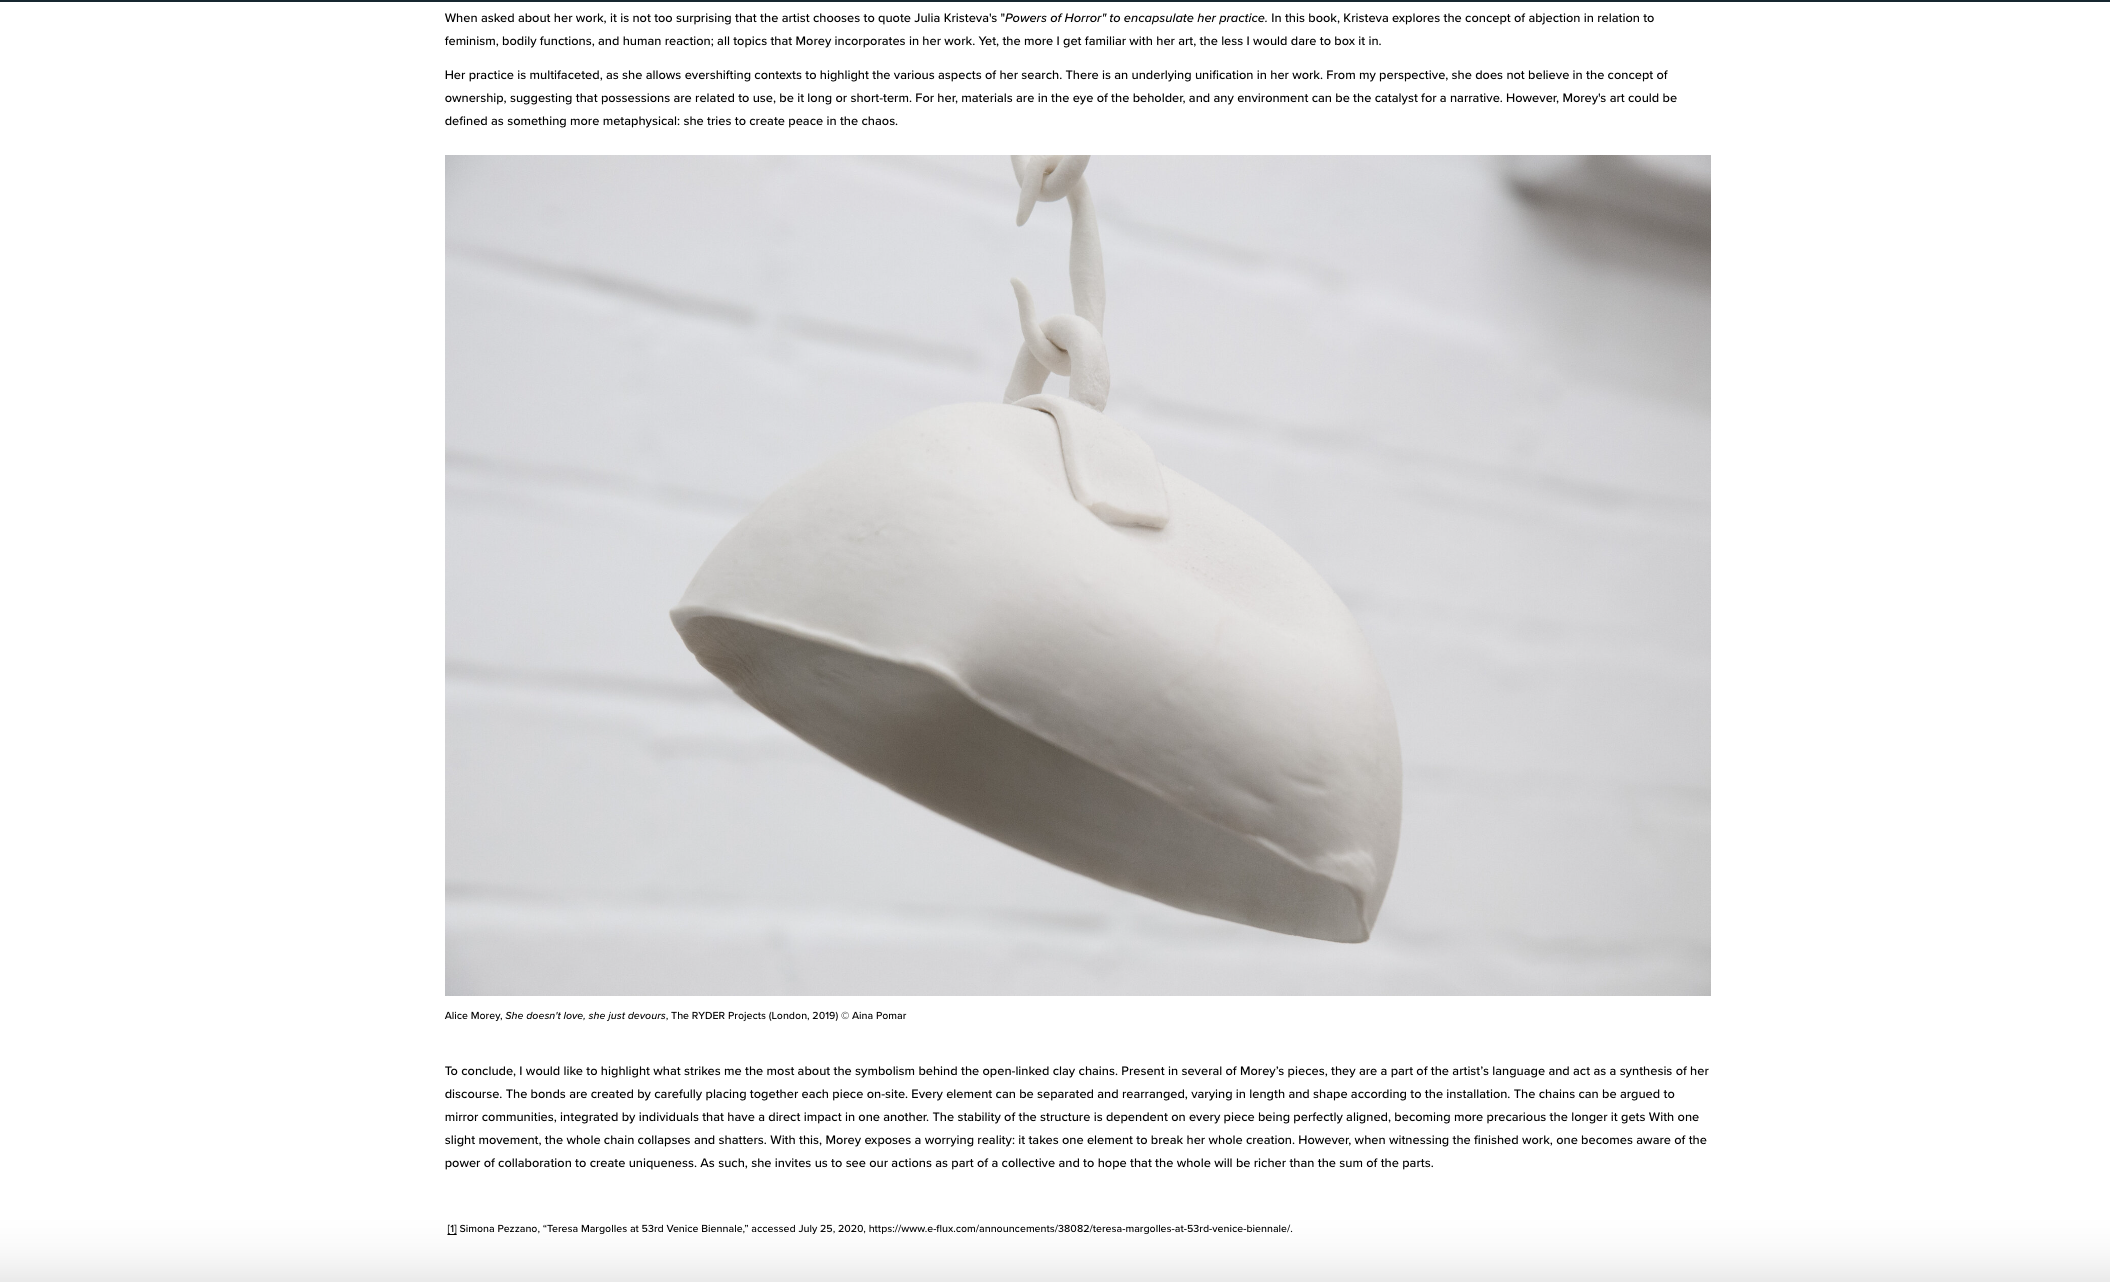 When asked about her work, it is not too surprising that the artist chooses to quote Julia Kristeva's "Powers of Horror" to encapsulate her practice. In this book, Kristeva explores the concept of abjection in relation to
feminism, bodily functions, and human reaction; all topics that Morey incorporates in her work. Yet, the more I get familiar with her art, the less I would dare to box it in.
Her practice is multifaceted, as she allows evershifting contexts to highlight the various aspects of her search. There is an underlying unification in her work. From my perspective, she does not believe in the concept of
ownership, suggesting that possessions are related to use, be it long or short-term. For her, materials are in the eye of the beholder, and any environment can be the catalyst for a narrative. However, Morey's art could be
defined as something more metaphysical: she tries to create peace in the chaos.
Alice Morey, She doesn't love, she just devours, The RYDER Projects (London, 2019) © Aina Pomar
To conclude, I would like to highlight what strikes me the most about the symbolism behind the open-linked clay chains. Present in several of Morey’s pieces, they are a part of the artist’s language and act as a synthesis of her
discourse. The bonds are created by carefully placing together each piece on-site. Every element can be separated and rearranged, varying in length and shape according to the installation. The chains can be argued to
mirror communities, integrated by individuals that have a direct impact in one another. The stability of the structure is dependent on every piece being perfectly aligned, becoming more precarious the longer it gets With one
slight movement, the whole chain collapses and shatters. With this, Morey exposes a worrying reality: it takes one element to break her whole creation. However, when witnessing the finished work, one becomes aware of the
power of collaboration to create uniqueness. As such, she invites us to see our actions as part of a collective and to hope that the whole will be richer than the sum of the parts.
[1] Simona Pezzano, “Teresa Margolles at 53rd Venice Biennale,” accessed July 25, 2020, https://www.e-flux.com/announcements/38082/teresa-margolles-at-53rd-venice-biennale/.